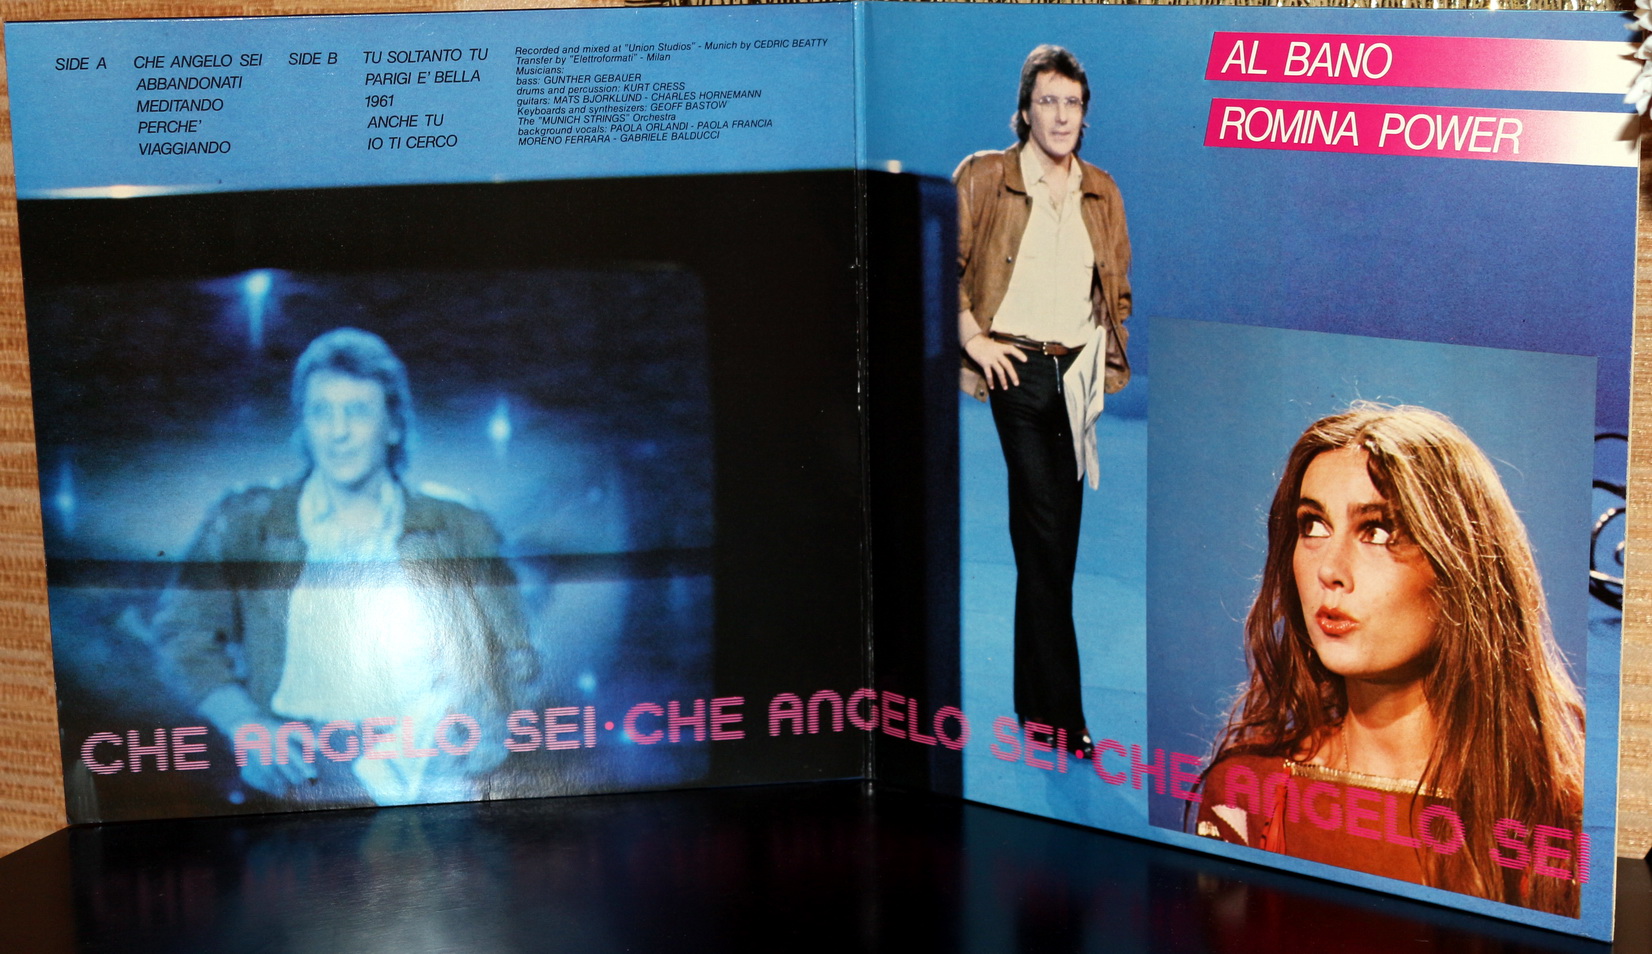 SIDE A
CHE ANGELO SEI
ABBANDONATI
MEDITANDO
PERCHE'
VIAGGIANDO
SIDE B
TU SOLTANTO TU
PARIGI E' BELLA
1961
ANCHE TU
IO TI CERCO
Recorded and mixed at "Union Studios" - Munich by CEDRIC BEATTY
Transfer by "Elettroformati" - Milan
Musicians:
bass: GUNTHER GEBAUER
drums and percussion: KURT CRESS
guitars: MATS BJORKLUND - CHARLES HORNEMANN
Keyboards and synthesizers: GEOFF BASTOW
The "MUNICH STRINGS" Orchestra
background vocals: PAOLA ORLANDI - PAOLA FRANCIA
MORENO FERRARA - GABRIELE BALDUCCI
AL BANO
ROMINA POWER
CHE ANGELO SEI · CHE ANGELO SEI · CHE ANGELO SEI